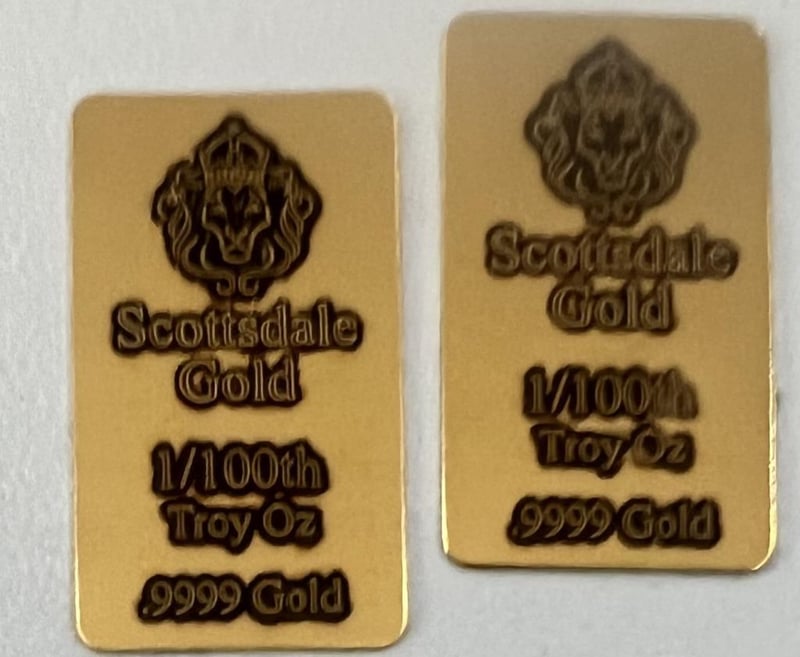 Scottsdale
Gold
1/100th
Troy Oz
.9999 Gold
Scottsdale
Gold
1/100th
Troy Oz
.9999 Gold